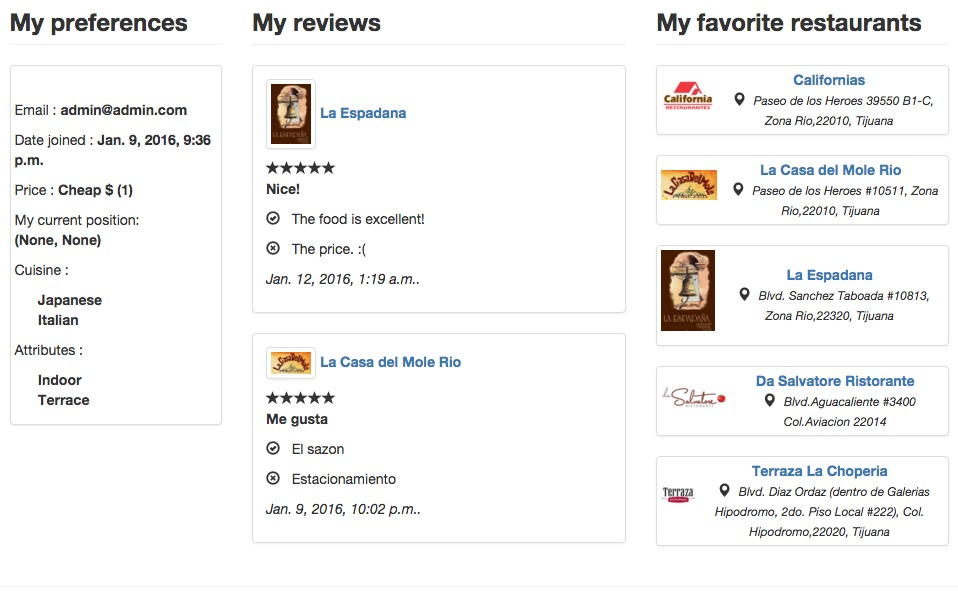 My preferences
Email : admin@admin.com
Date joined : Jan. 9, 2016, 9:36
p.m.
Price : Cheap $ (1)
My current position:
(None, None)
Cuisine :
Japanese
Italian
Attributes :
Indoor
Terrace
My reviews
LA ESPADAÑA
La Espadana
★★★★★
Nice!
The food is excellent!
The price. :(
Jan. 12, 2016, 1:19 a.m..
La Casa del Mole
La Casa del Mole Rio
★★★★★
Me gusta
El sazon
Estacionamiento
Jan. 9, 2016, 10:02 p.m..
My favorite restaurants
California
RESTAURANTES
Californias
Paseo de los Heroes 39550 B1-C,
Zona Rio,22010, Tijuana
La Casa del Mole
La Casa del Mole Rio
Paseo de los Heroes #10511, Zona
Rio,22010, Tijuana
LA ESPADAÑA
La Espadana
Blvd. Sanchez Taboada #10813,
Zona Rio,22320, Tijuana
Salvatore
Da Salvatore Ristorante
Blvd.Aguacaliente #3400
Col.Aviacion 22014
Terraza
Terraza La Choperia
Blvd. Diaz Ordaz (dentro de Galerias
Hipodromo, 2do. Piso Local #222), Col.
Hipodromo,22020, Tijuana